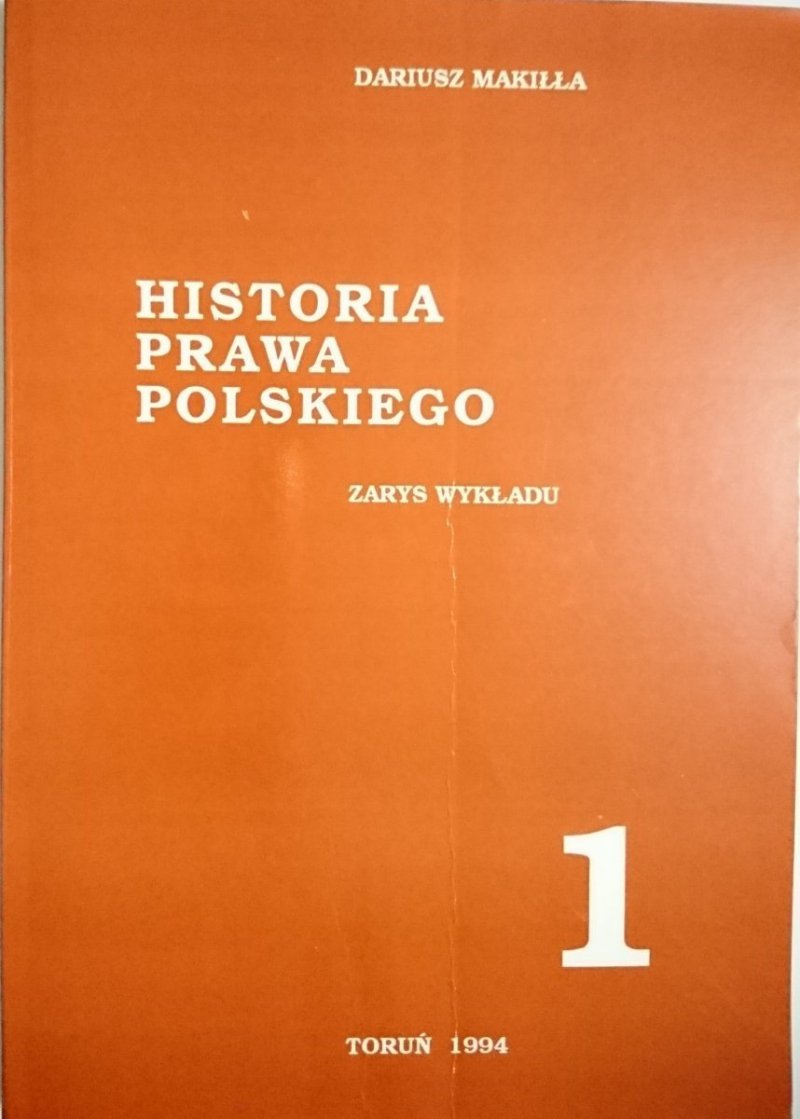 DARIUSZ MAKIŁŁA
HISTORIA
PRAWA
POLSKIEGO
ZARYS WYKŁADU
1
TORUŃ 1994